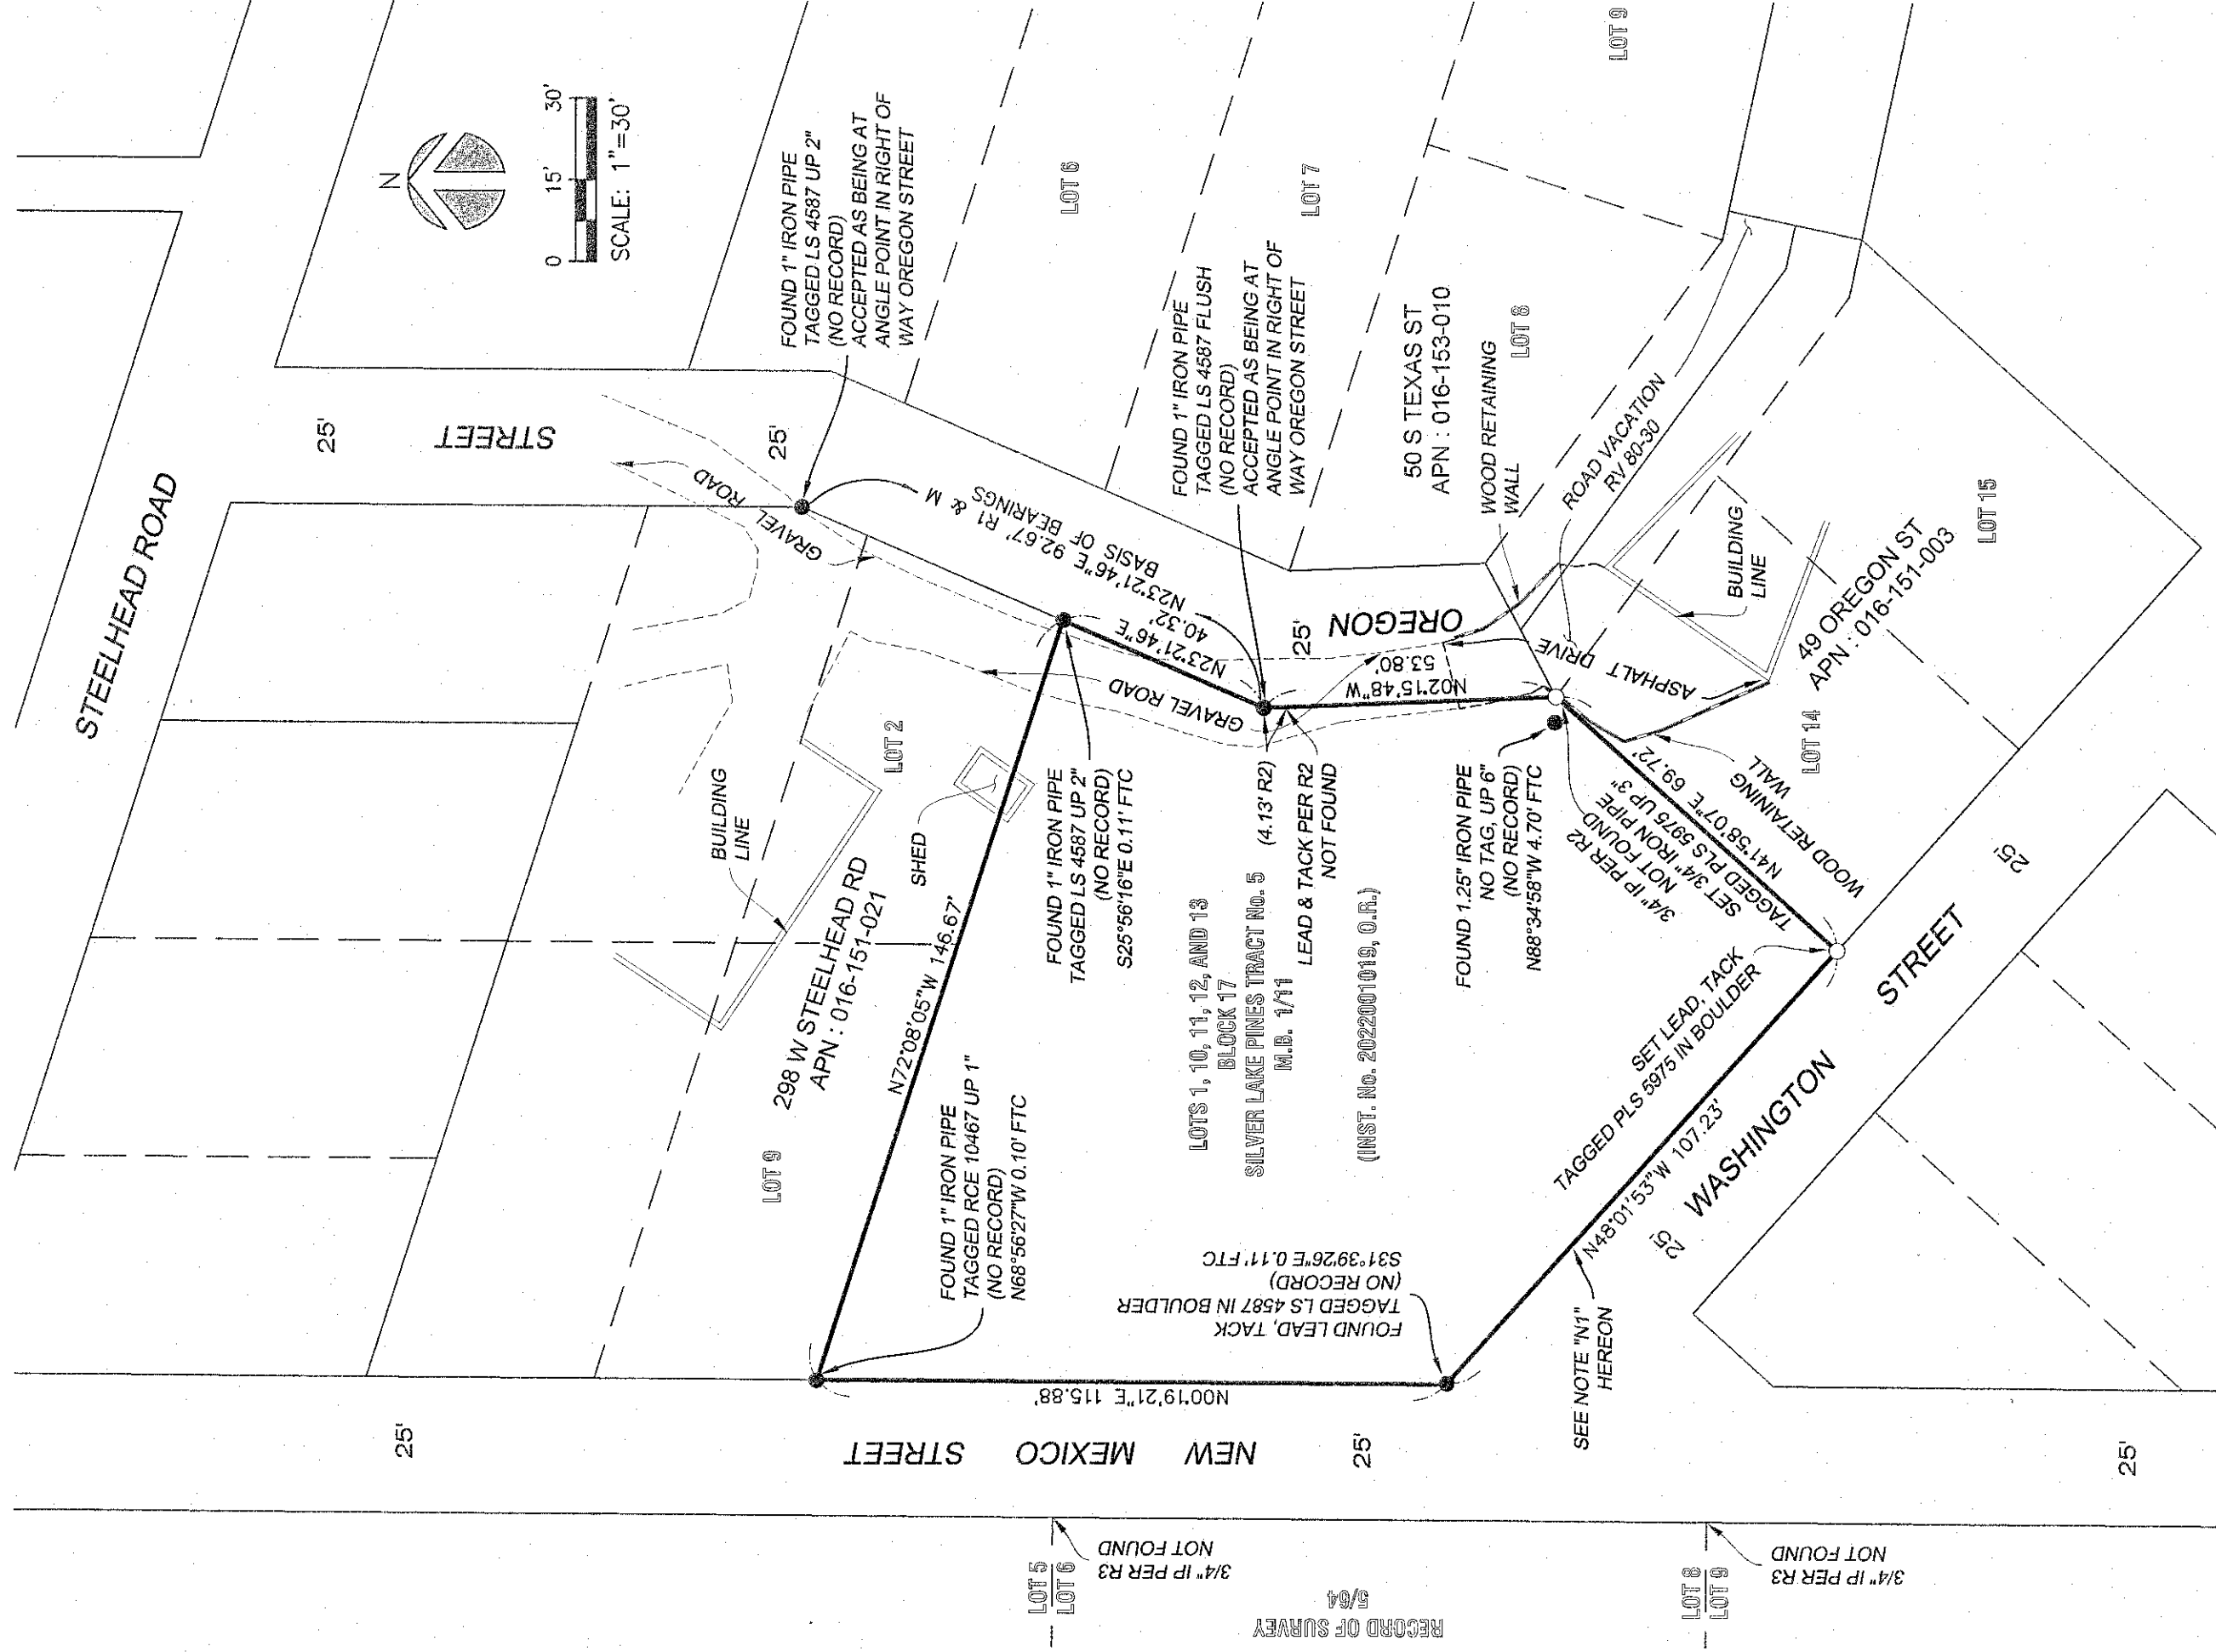 STEELHEAD ROAD
N
0 15' 30'
SCALE: 1"=30'
25'
STREET
25'
FOUND 1" IRON PIPE
TAGGED LS 4587 UP 2"
(NO RECORD)
ACCEPTED AS BEING AT
ANGLE POINT IN RIGHT OF
WAY OREGON STREET
GRAVEL ROAD
N23°21'46"E 92.67' R1 & M
BASIS OF BEARINGS
LOT 6
LOT 7
LOT 9
FOUND 1" IRON PIPE
TAGGED LS 4587 FLUSH
(NO RECORD)
ACCEPTED AS BEING AT
ANGLE POINT IN RIGHT OF
WAY OREGON STREET
50 S TEXAS ST
APN : 016-153-010
LOT 8
WOOD RETAINING
WALL
ROAD VACATION
RV 80-30
BUILDING
LINE
49 OREGON ST
APN : 016-151-003
LOT 15
LOT 14
ASPHALT DRIVE
OREGON
25'
N23°21'46"E
40.32'
N02°15'48"W
53.80'
GRAVEL ROAD
LOT 2
BUILDING
LINE
SHED
298 W STEELHEAD RD
APN : 016-151-021
LOT 9
N72°08'05"W 146.67'
FOUND 1" IRON PIPE
TAGGED LS 4587 UP 2"
(NO RECORD)
S25°56'16"E 0.11' FTC
(4.13' R2)
LEAD & TACK PER R2
NOT FOUND
FOUND 1.25" IRON PIPE
NO TAG, UP 6"
(NO RECORD)
N88°34'58"W 4.70' FTC
3/4" IP PER R2
NOT FOUND
SET 3/4" IRON PIPE
TAGGED PLS 5975 UP 3"
N41°58'07"E 69.72'
WOOD RETAINING
WALL
FOUND 1" IRON PIPE
TAGGED RCE 10467 UP 1"
(NO RECORD)
N68°56'27"W 0.10' FTC
LOTS 1, 10, 11, 12, AND 13
BLOCK 17
SILVER LAKE PINES TRACT No. 5
M.B. 1/11
(INST. No. 2022001019, O.R.)
FOUND LEAD, TACK
TAGGED LS 4587 IN BOULDER
(NO RECORD)
S31°39'26"E 0.11' FTC
SET LEAD, TACK
TAGGED PLS 5975 IN BOULDER
N48°01'53"W 107.23'
SEE NOTE "N1"
HEREON
25'
WASHINGTON STREET
25'
N00°19'21"E 115.88'
25'
NEW MEXICO STREET
25'
25'
LOT 5
LOT 6
3/4" IP PER R3
NOT FOUND
RECORD OF SURVEY
5/64
LOT 8
LOT 9
3/4" IP PER R3
NOT FOUND